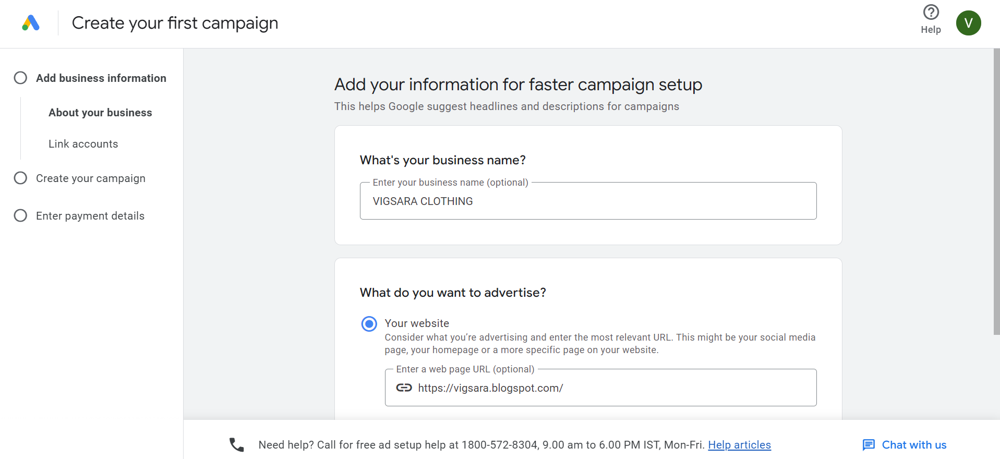 Create your first campaign
Help
V
Add business information
About your business
Link accounts
Create your campaign
Enter payment details
Add your information for faster campaign setup
This helps Google suggest headlines and descriptions for campaigns
What's your business name?
Enter your business name (optional)
VIGSARA CLOTHING
What do you want to advertise?
Your website
Consider what you’re advertising and enter the most relevant URL. This might be your social media
page, your homepage or a more specific page on your website.
Enter a web page URL (optional)
https://vigsara.blogspot.com/
Need help? Call for free ad setup help at 1800-572-8304, 9.00 am to 6.00 PM IST, Mon-Fri. Help articles
Chat with us